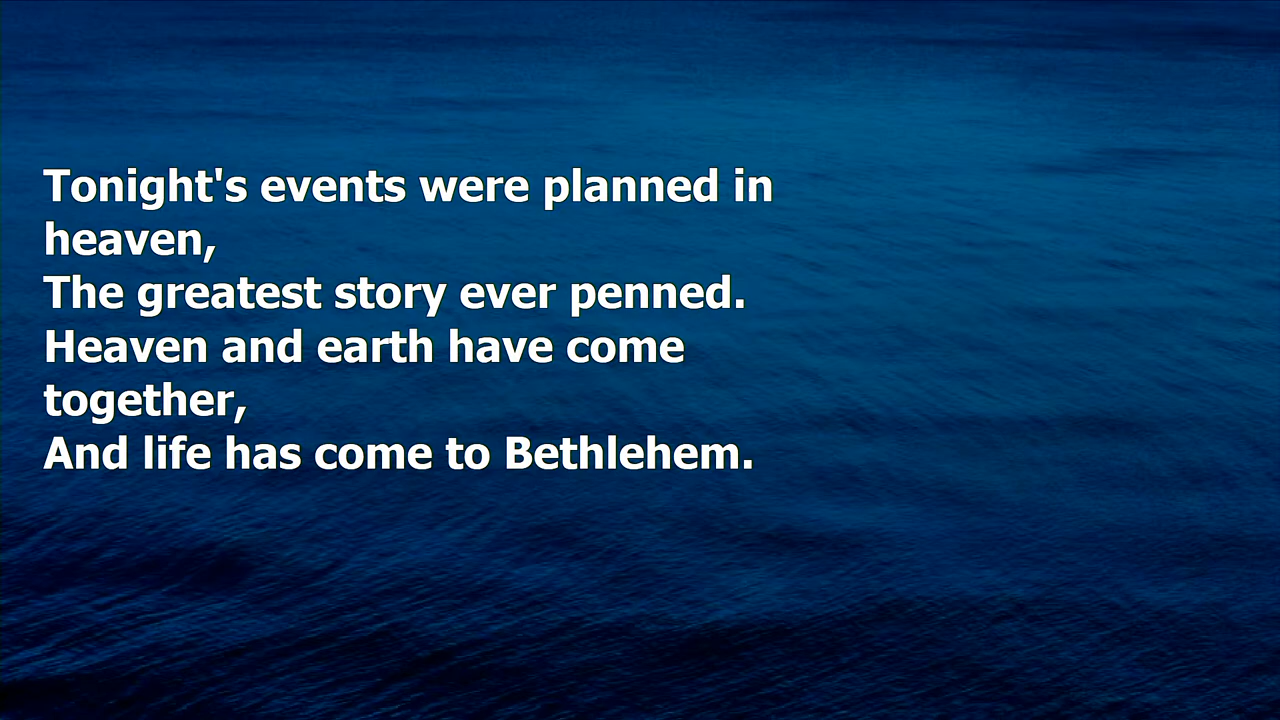 Tonight's events were planned in
heaven,
The greatest story ever penned.
Heaven and earth have come
together,
And life has come to Bethlehem.